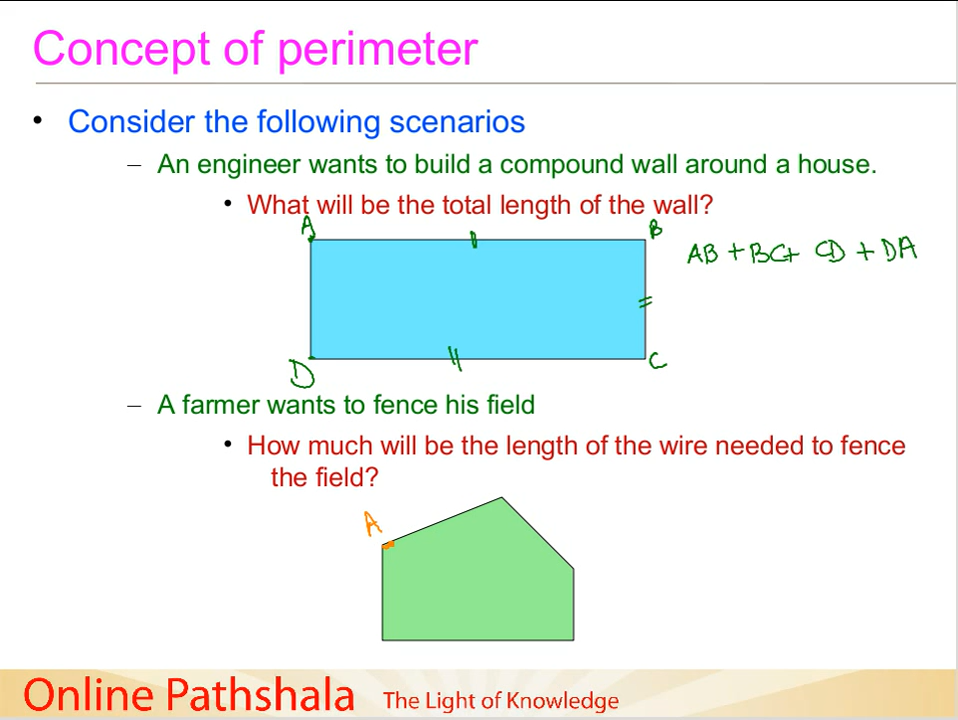 Concept of perimeter
• Consider the following scenarios
– An engineer wants to build a compound wall around a house.
• What will be the total length of the wall?
A
B
AB + BC + CD + DA
D
C
– A farmer wants to fence his field
• How much will be the length of the wire needed to fence
the field?
A
Online Pathshala The Light of Knowledge